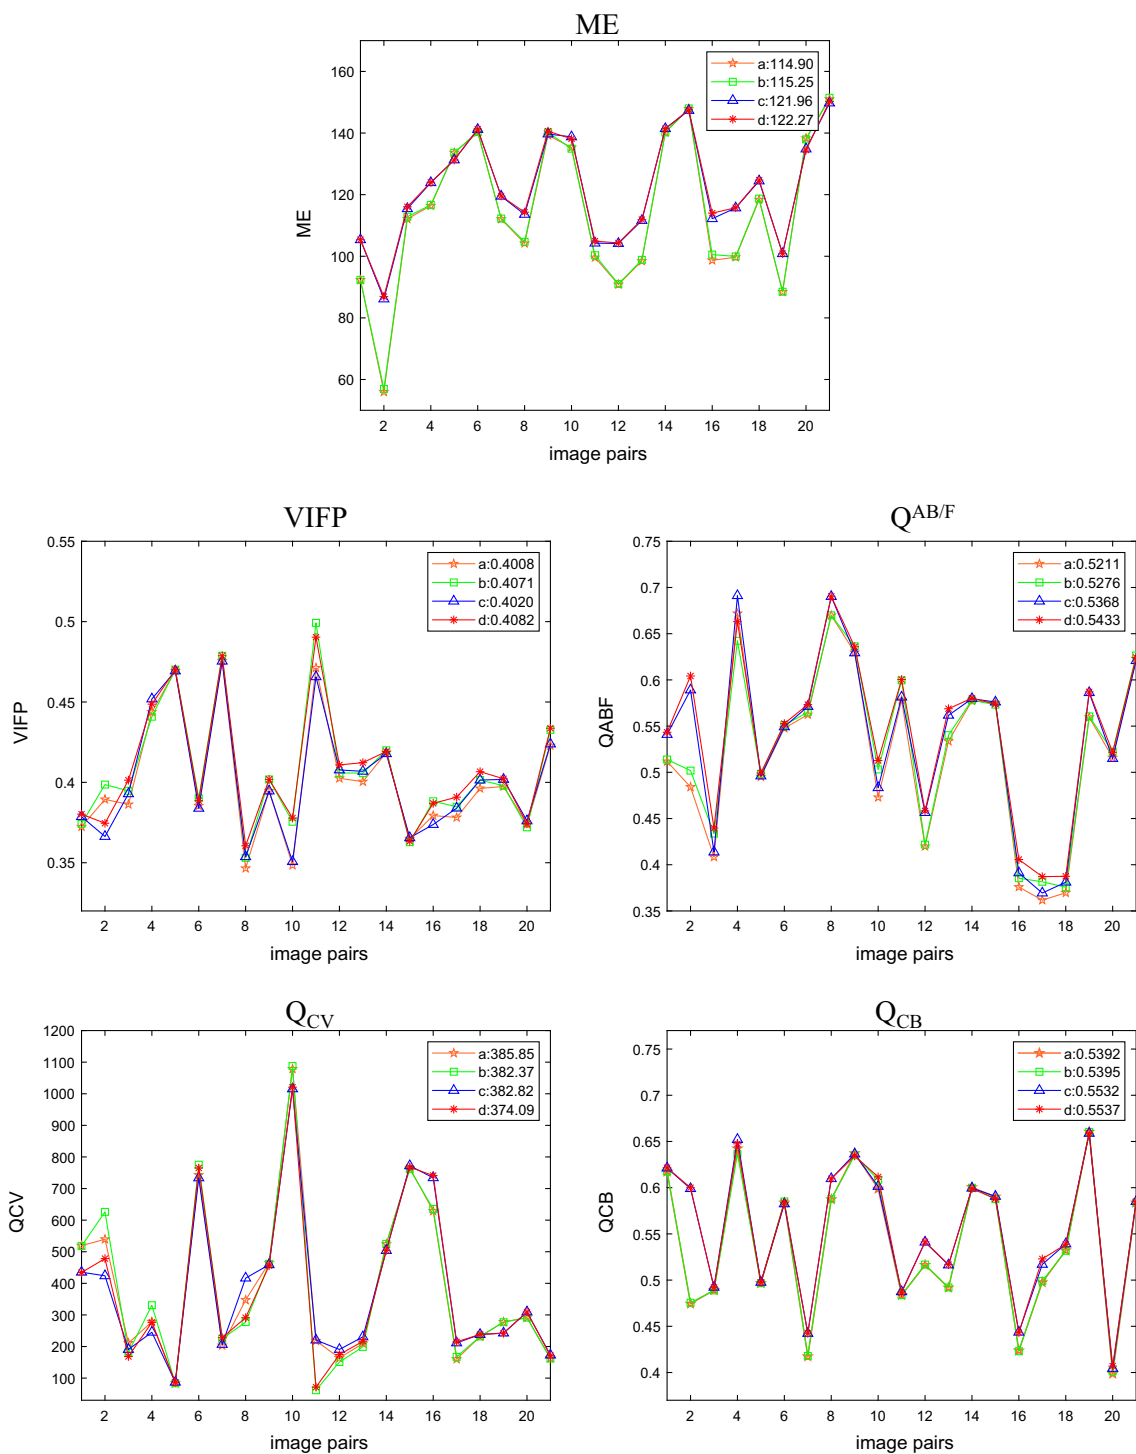 ME
160
140
120
100
80
60
ME
a:114.90
b:115.25
c:121.96
d:122.27
2 4 6 8 10 12 14 16 18 20
image pairs
VIFP
0.55
0.5
0.45
0.4
0.35
VIFP
a:0.4008
b:0.4071
c:0.4020
d:0.4082
2 4 6 8 10 12 14 16 18 20
image pairs
Q^AB/F
0.75
0.7
0.65
0.6
0.55
0.5
0.45
0.4
0.35
QABF
a:0.5211
b:0.5276
c:0.5368
d:0.5433
2 4 6 8 10 12 14 16 18 20
image pairs
Q_CV
1200
1100
1000
900
800
700
600
500
400
300
200
100
QCV
a:385.85
b:382.37
c:382.82
d:374.09
2 4 6 8 10 12 14 16 18 20
image pairs
Q_CB
0.75
0.7
0.65
0.6
0.55
0.5
0.45
0.4
QCB
a:0.5392
b:0.5395
c:0.5532
d:0.5537
2 4 6 8 10 12 14 16 18 20
image pairs